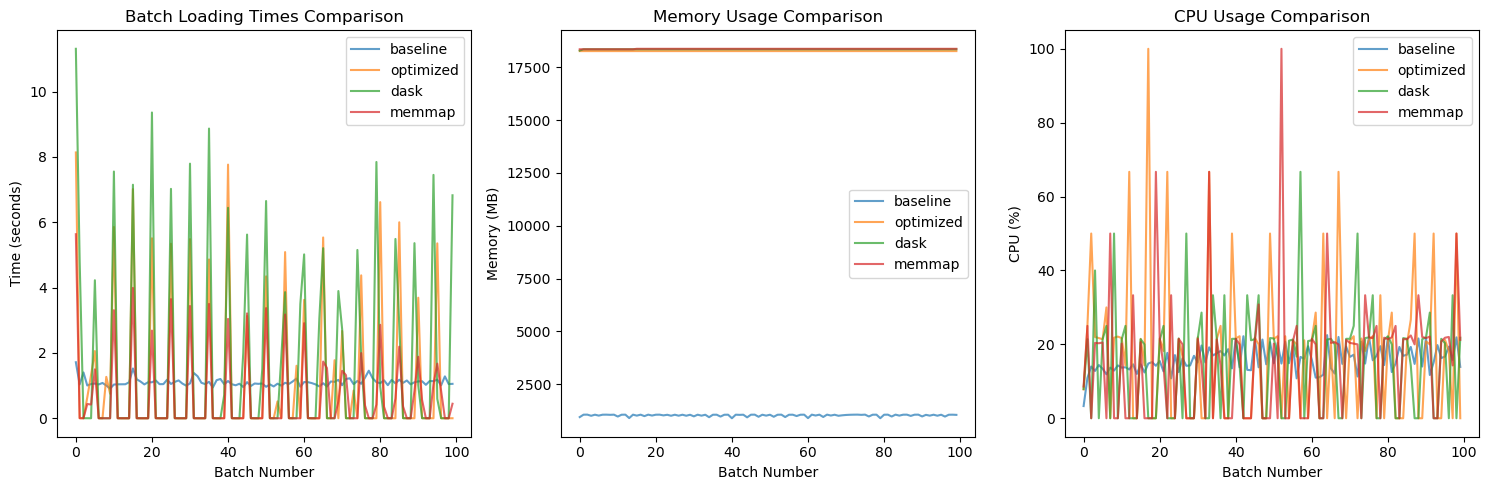 Batch Loading Times Comparison
Time (seconds)
10
8
6
4
2
0
0 20 40 60 80 100
Batch Number
baseline
optimized
dask
memmap
Memory Usage Comparison
Memory (MB)
17500
15000
12500
10000
7500
5000
2500
0 20 40 60 80 100
Batch Number
baseline
optimized
dask
memmap
CPU Usage Comparison
CPU (%)
100
80
60
40
20
0
0 20 40 60 80 100
Batch Number
baseline
optimized
dask
memmap